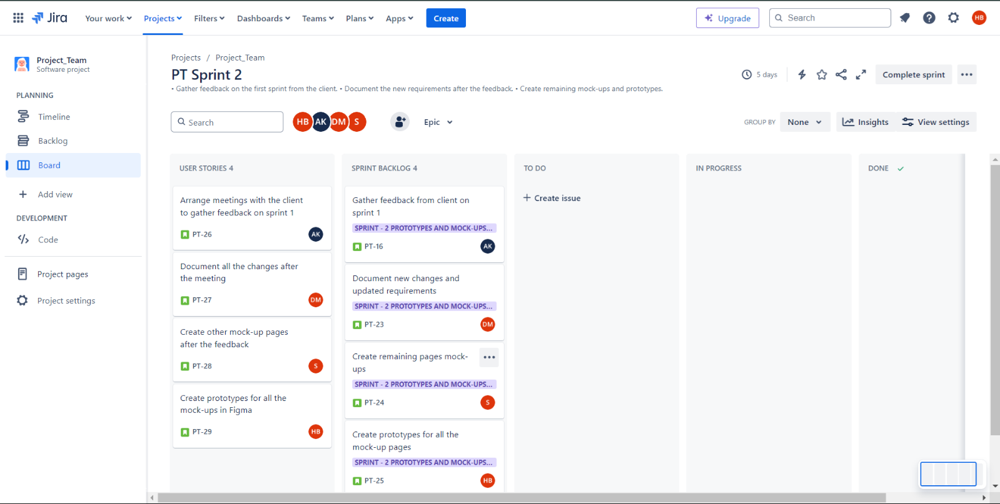 Jira
Your work
Projects
Filters
Dashboards
Teams
Plans
Apps
Create
Upgrade
Search
HB
Project_Team
Software project
PLANNING
Timeline
Backlog
Board
Add view
DEVELOPMENT
Code
Project pages
Project settings
Projects / Project_Team
PT Sprint 2
• Gather feedback on the first sprint from the client. • Document the new requirements after the feedback. • Create remaining mock-ups and prototypes.
5 days
Complete sprint
Search
HB AK DM S
Epic
GROUP BY
None
Insights
View settings
USER STORIES 4
Arrange meetings with the client
to gather feedback on sprint 1
PT-26
AK
Document all the changes after
the meeting
PT-27
DM
Create other mock-up pages
after the feedback
PT-28
S
Create prototypes for all the
mock-ups in Figma
PT-29
HB
SPRINT BACKLOG 4
Gather feedback from client on
sprint 1
SPRINT - 2 PROTOTYPES AND MOCK-UPS...
PT-16
AK
Document new changes and
updated requirements
SPRINT - 2 PROTOTYPES AND MOCK-UPS...
PT-23
DM
Create remaining pages mock-
ups
SPRINT - 2 PROTOTYPES AND MOCK-UPS...
PT-24
S
Create prototypes for all the
mock-up pages
SPRINT - 2 PROTOTYPES AND MOCK-UPS...
PT-25
HB
TO DO
Create issue
IN PROGRESS
DONE